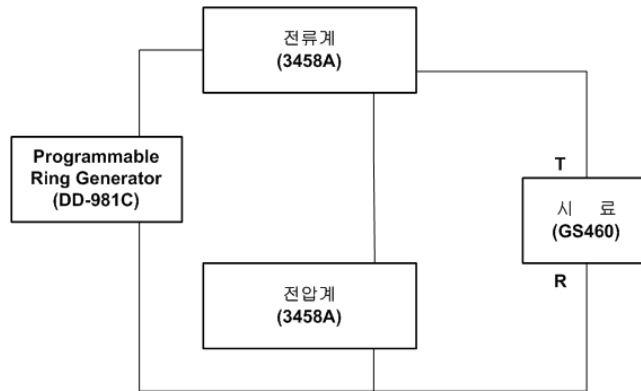 전류계
(3458A)
Programmable
Ring Generator
(DD-981C)
T
시 료
(GS460)
R
전압계
(3458A)